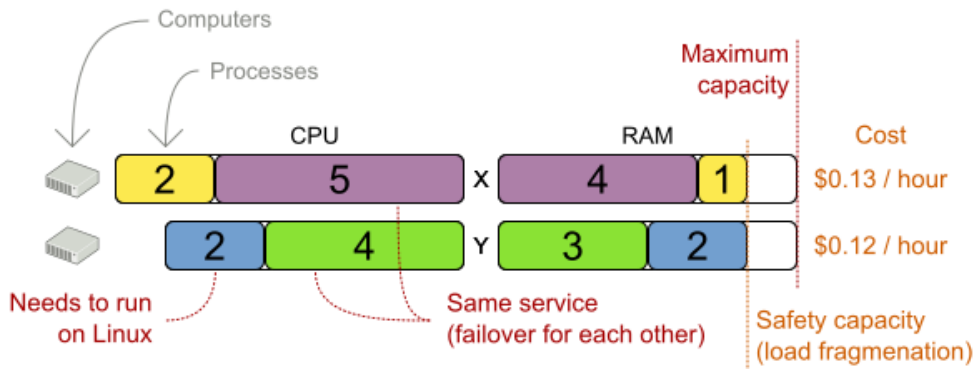 Computers
Processes
Maximum
capacity
CPU
RAM
Cost
2 5 X 4 1 $0.13 / hour
2 4 Y 3 2 $0.12 / hour
Needs to run
on Linux
Same service
(failover for each other)
Safety capacity
(load fragmenation)